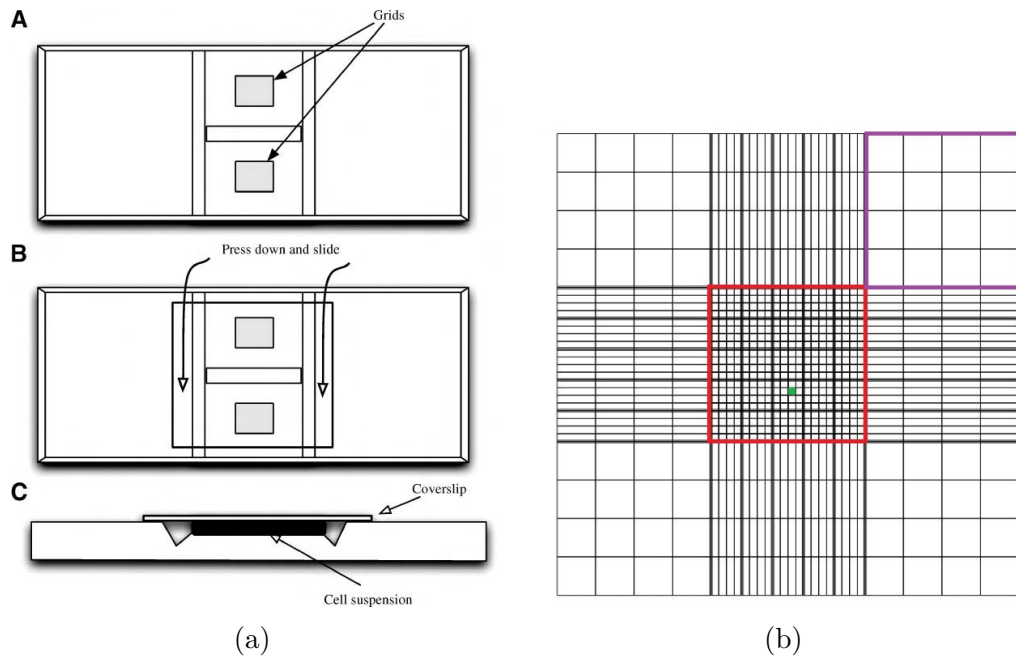 A
Grids
B
Press down and slide
C
Coverslip
Cell suspension
(a)
(b)